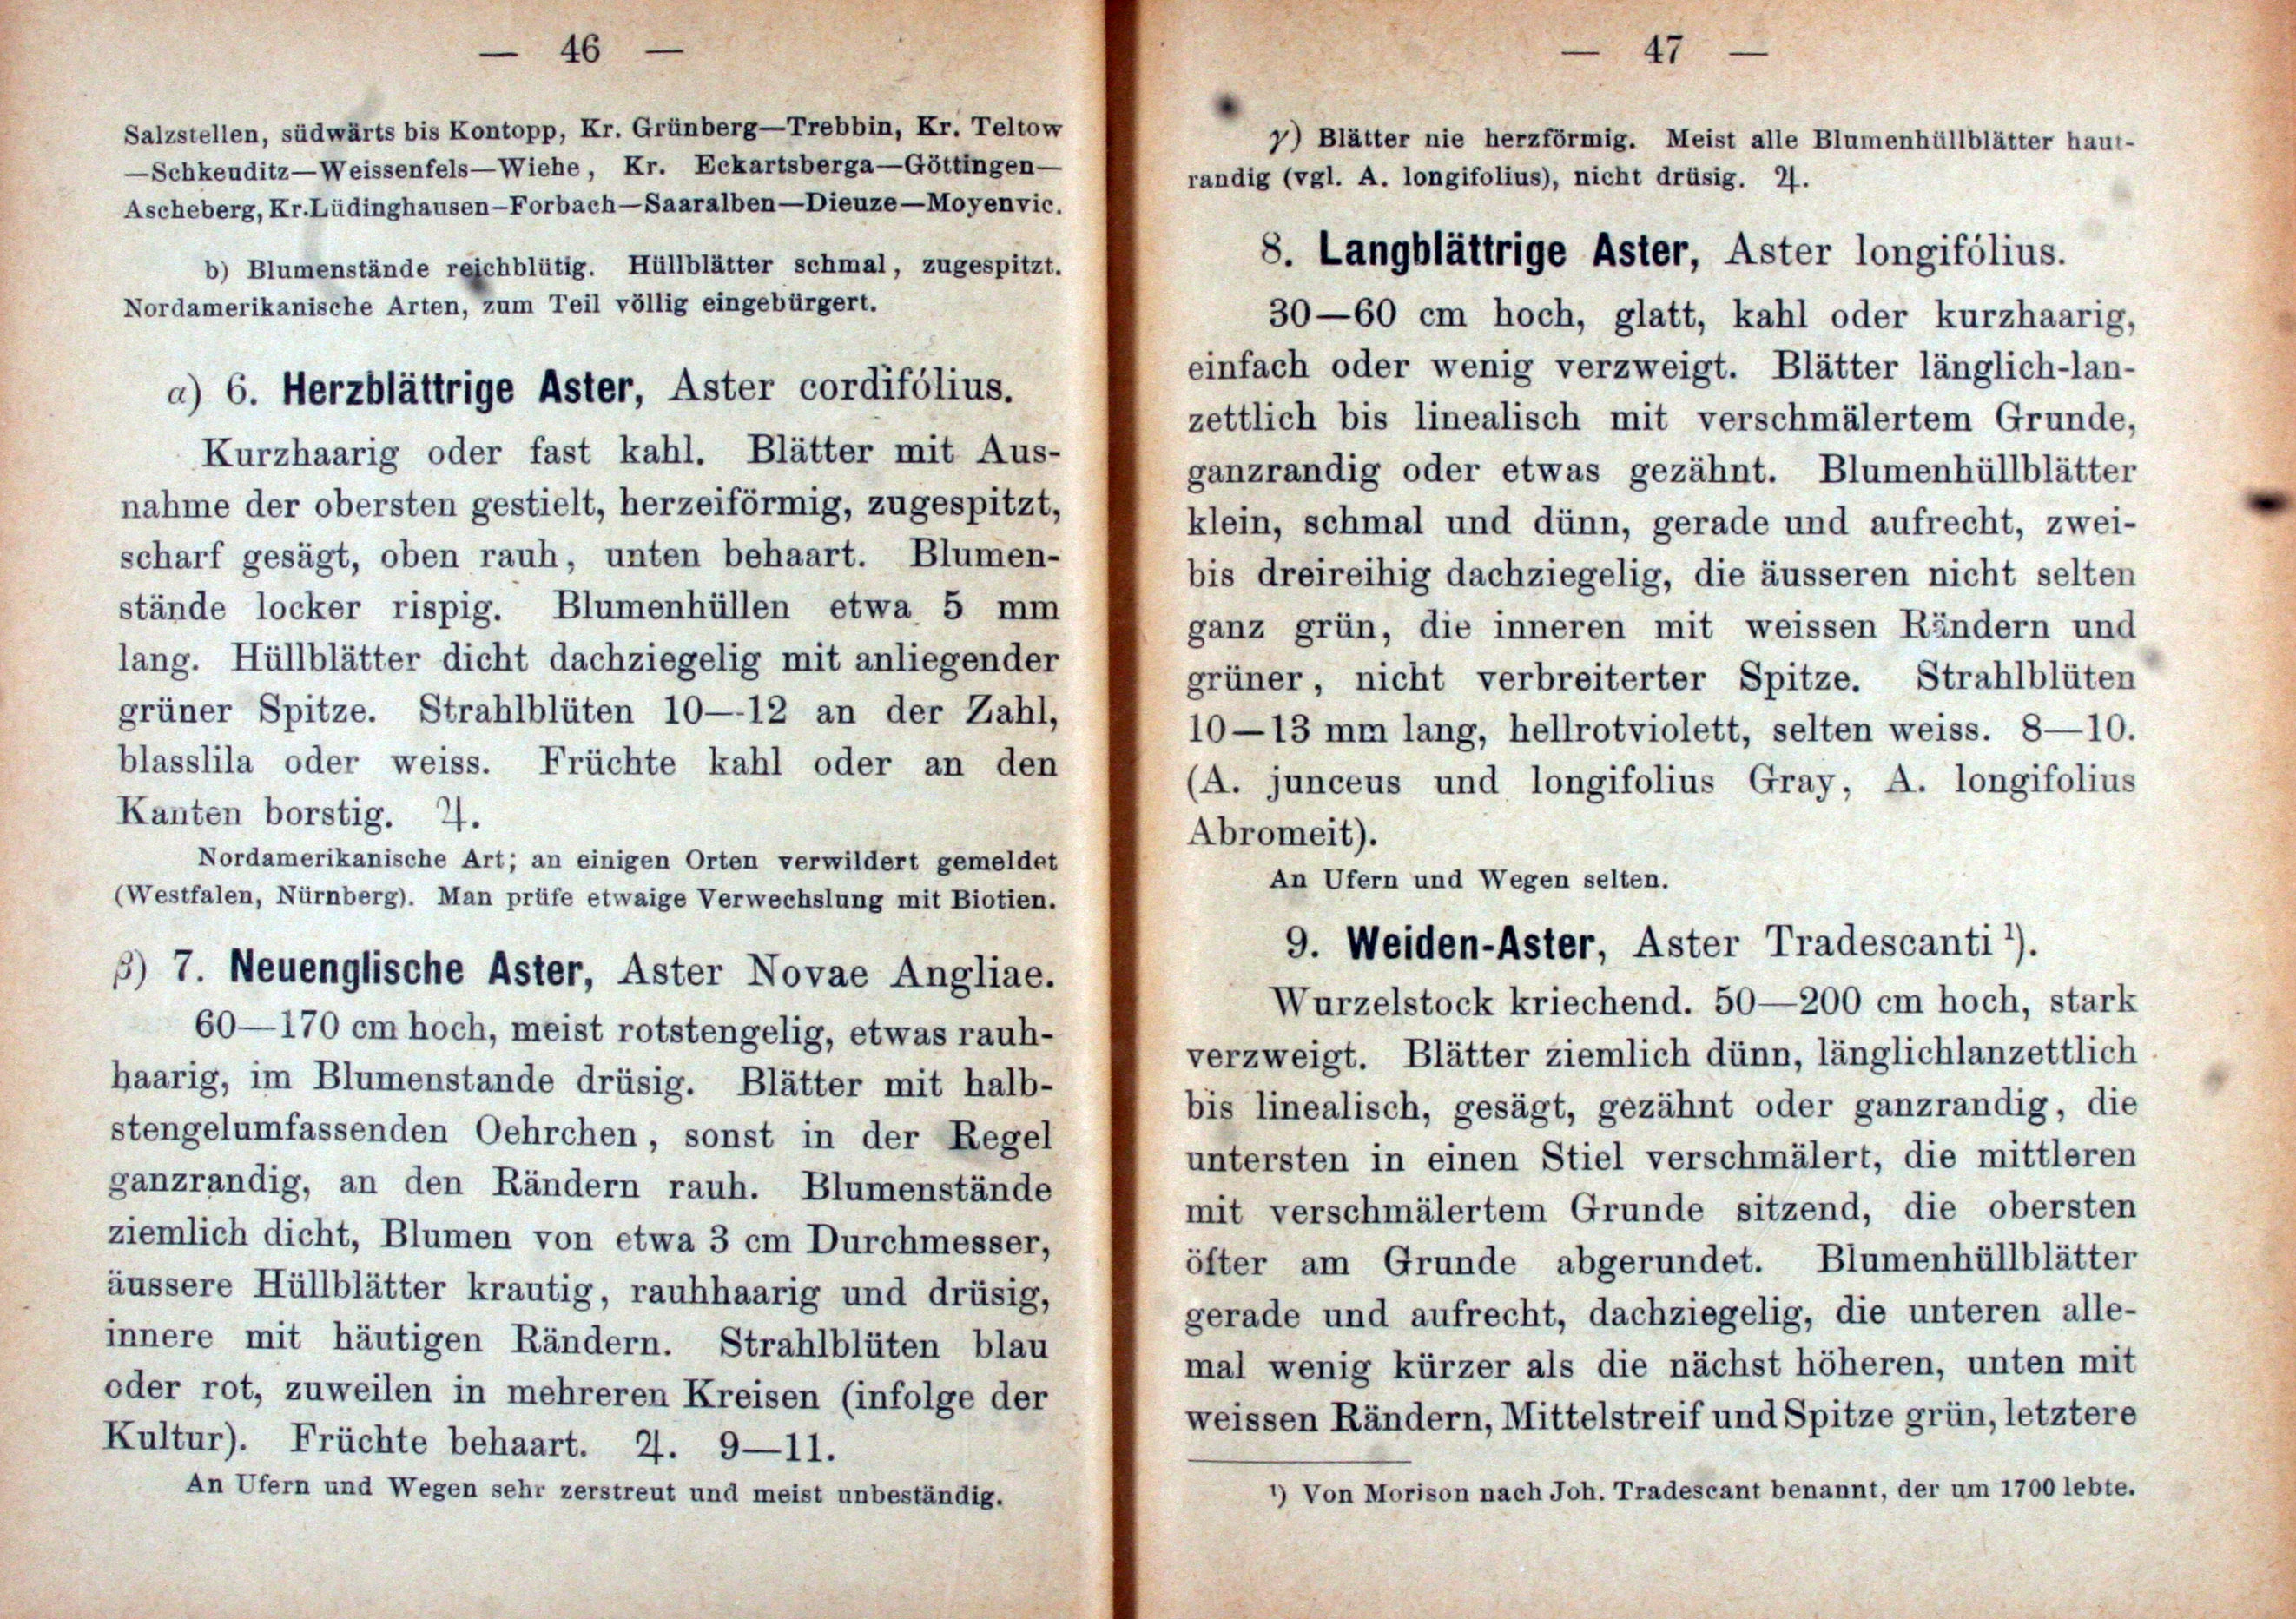 — 46 —
Salzstellen, südwärts bis Kontopp, Kr. Grünberg—Trebbin, Kr. Teltow
—Schkeuditz—Weissenfels—Wiehe, Kr. Eckartsberga—Göttingen—
Ascheberg, Kr. Lüdinghausen–Forbach—Saaralben—Dieuze—Moyenvic.
b) Blumenstände reichblütig. Hüllblätter schmal, zugespitzt.
Nordamerikanische Arten, zum Teil völlig eingebürgert.
α) 6. Herzblättrige Aster, Aster cordifólius.
Kurzhaarig oder fast kahl. Blätter mit Aus-
nahme der obersten gestielt, herzeiförmig, zugespitzt,
scharf gesägt, oben rauh, unten behaart. Blumen-
stände locker rispig. Blumenhüllen etwa 5 mm
lang. Hüllblätter dicht dachziegelig mit anliegender
grüner Spitze. Strahlblüten 10—12 an der Zahl,
blasslila oder weiss. Früchte kahl oder an den
Kanten borstig. ♃.
Nordamerikanische Art; an einigen Orten verwildert gemeldet
(Westfalen, Nürnberg). Man prüfe etwaige Verwechslung mit Biotien.
β) 7. Neuenglische Aster, Aster Novae Angliae.
60—170 cm hoch, meist rotstengelig, etwas rauh-
haarig, im Blumenstande drüsig. Blätter mit halb-
stengelumfassenden Oehrchen, sonst in der Regel
ganzrandig, an den Rändern rauh. Blumenstände
ziemlich dicht, Blumen von etwa 3 cm Durchmesser,
äussere Hüllblätter krautig, rauhhaarig und drüsig,
innere mit häutigen Rändern. Strahlblüten blau
oder rot, zuweilen in mehreren Kreisen (infolge der
Kultur). Früchte behaart. ♃. 9—11.
An Ufern und Wegen sehr zerstreut und meist unbeständig.
— 47 —
γ) Blätter nie herzförmig. Meist alle Blumenhüllblätter haut-
randig (vgl. A. longifolius), nicht drüsig. ♃.
8. Langblättrige Aster, Aster longifólius.
30—60 cm hoch, glatt, kahl oder kurzhaarig,
einfach oder wenig verzweigt. Blätter länglich-lan-
zettlich bis linealisch mit verschmälertem Grunde,
ganzrandig oder etwas gezähnt. Blumenhüllblätter
klein, schmal und dünn, gerade und aufrecht, zwei-
bis dreireihig dachziegelig, die äusseren nicht selten
ganz grün, die inneren mit weissen Rändern und
grüner, nicht verbreiterter Spitze. Strahlblüten
10—13 mm lang, hellrotviolett, selten weiss. 8—10.
(A. junceus und longifolius Gray, A. longifolius
Abromeit).
An Ufern und Wegen selten.
9. Weiden-Aster, Aster Tradescanti ¹).
Wurzelstock kriechend. 50—200 cm hoch, stark
verzweigt. Blätter ziemlich dünn, länglichlanzettlich
bis linealisch, gesägt, gezähnt oder ganzrandig, die
untersten in einen Stiel verschmälert, die mittleren
mit verschmälertem Grunde sitzend, die obersten
öfter am Grunde abgerundet. Blumenhüllblätter
gerade und aufrecht, dachziegelig, die unteren alle-
mal wenig kürzer als die nächst höheren, unten mit
weissen Rändern, Mittelstreif und Spitze grün, letztere
¹) Von Morison nach Joh. Tradescant benannt, der um 1700 lebte.